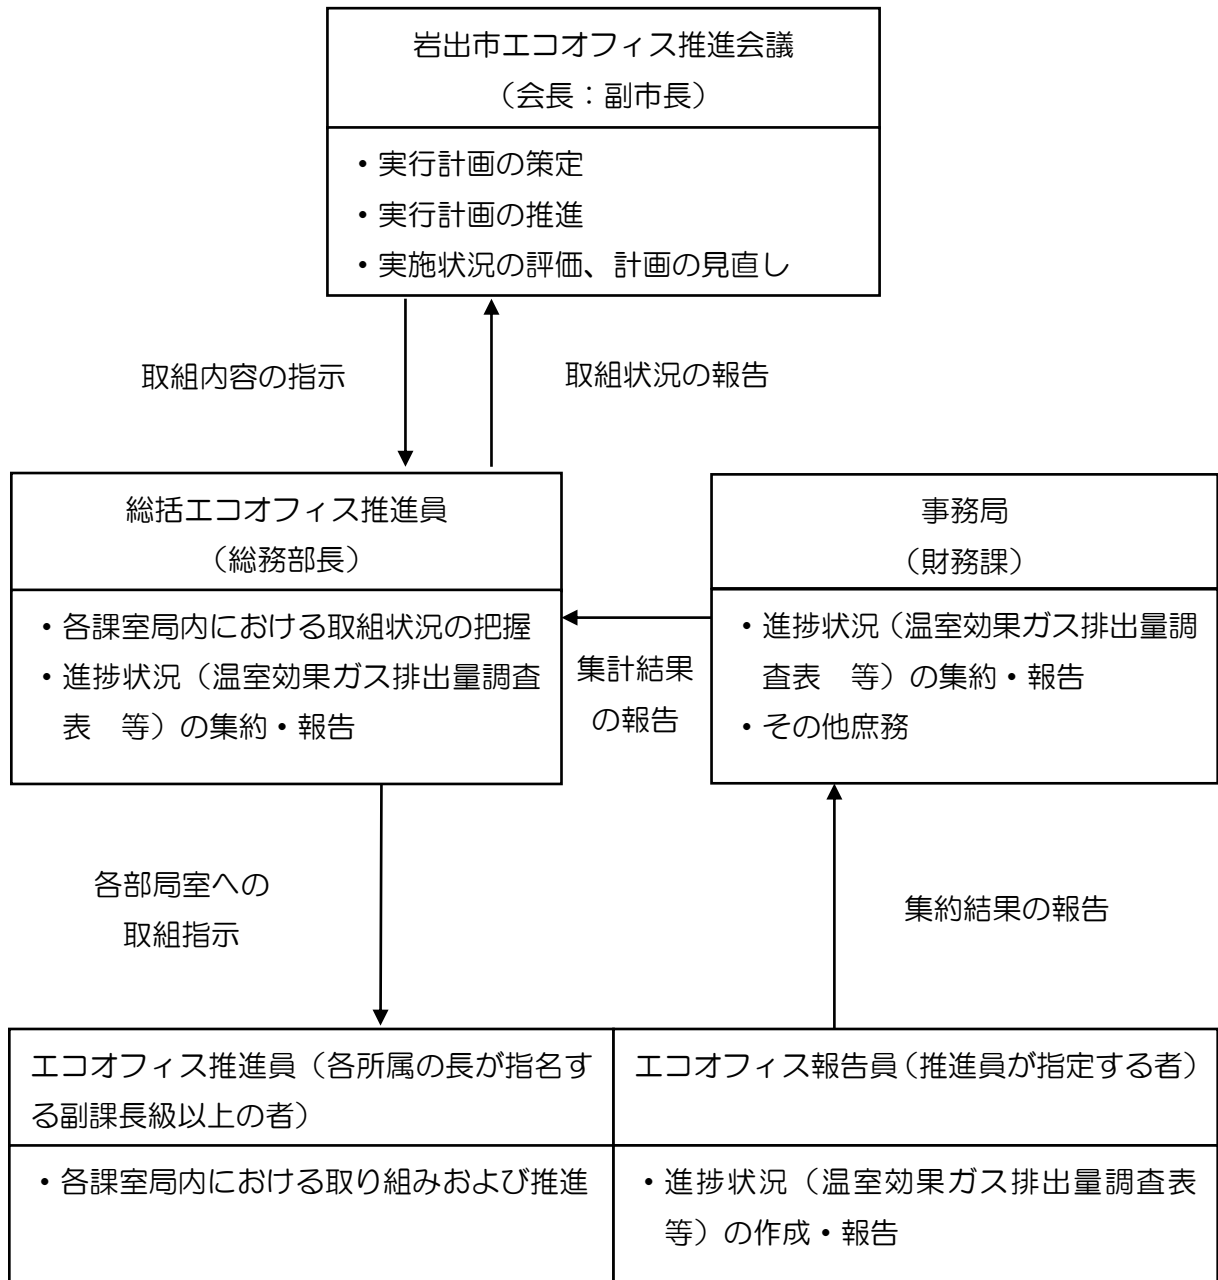 岩出市エコオフィス推進会議
（会長：副市長）
・実行計画の策定
・実行計画の推進
・実施状況の評価、計画の見直し
取組内容の指示
取組状況の報告
総括エコオフィス推進員
（総務部長）
・各課室局内における取組状況の把握
・進捗状況（温室効果ガス排出量調査
表　等）の集約・報告
集計結果
の報告
事務局
（財務課）
・進捗状況（温室効果ガス排出量調
査表　等）の集約・報告
・その他庶務
各部局室への
取組指示
集約結果の報告
エコオフィス推進員（各所属の長が指名す
る副課長級以上の者）
・各課室局内における取り組みおよび推進
エコオフィス報告員（推進員が指定する者）
・進捗状況（温室効果ガス排出量調査表
等）の作成・報告